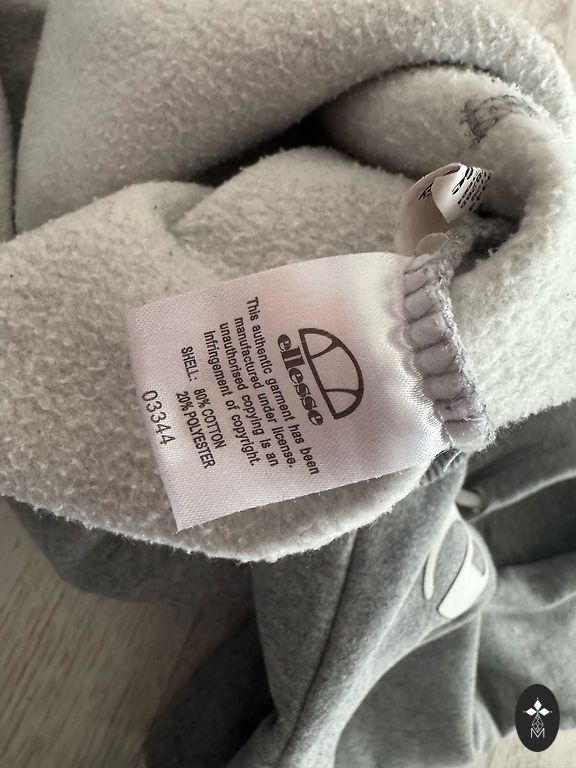 ellesse
This authentic garment has been
manufactured under license.
unauthorised copying is an
Infringement of copyright.
SHELL: 80% COTTON
20% POLYESTER
03344
M